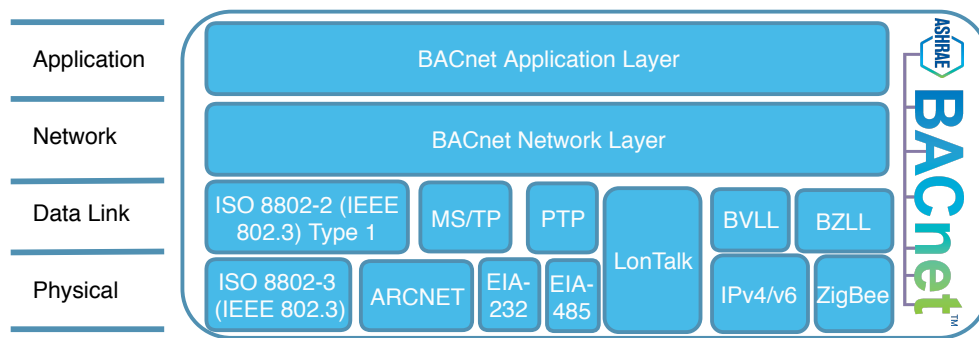 Application
BACnet Application Layer
Network
BACnet Network Layer
Data Link
ISO 8802-2 (IEEE
802.3) Type 1
MS/TP
PTP
LonTalk
BVLL
BZLL
Physical
ISO 8802-3
(IEEE 802.3)
ARCNET
EIA-
232
EIA-
485
IPv4/v6
ZigBee
ASHRAE
BACnet™